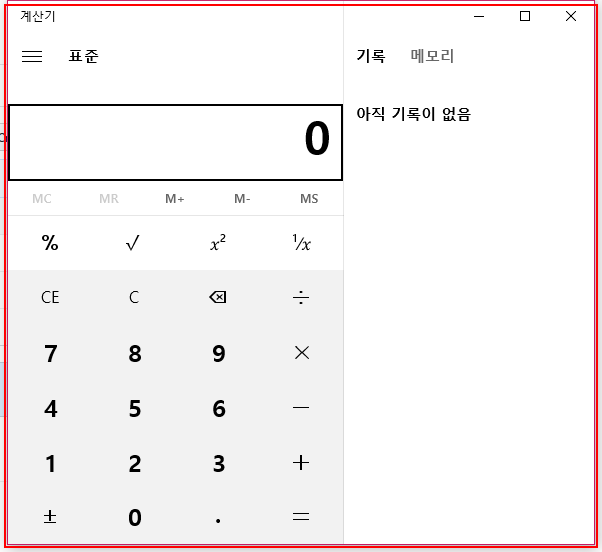 계산기
표준
기록 메모리
0
아직 기록이 없음
MC MR M+ M- MS
% √ x² ¹/x
CE C ÷
7 8 9 ×
4 5 6 −
1 2 3 +
± 0 . =